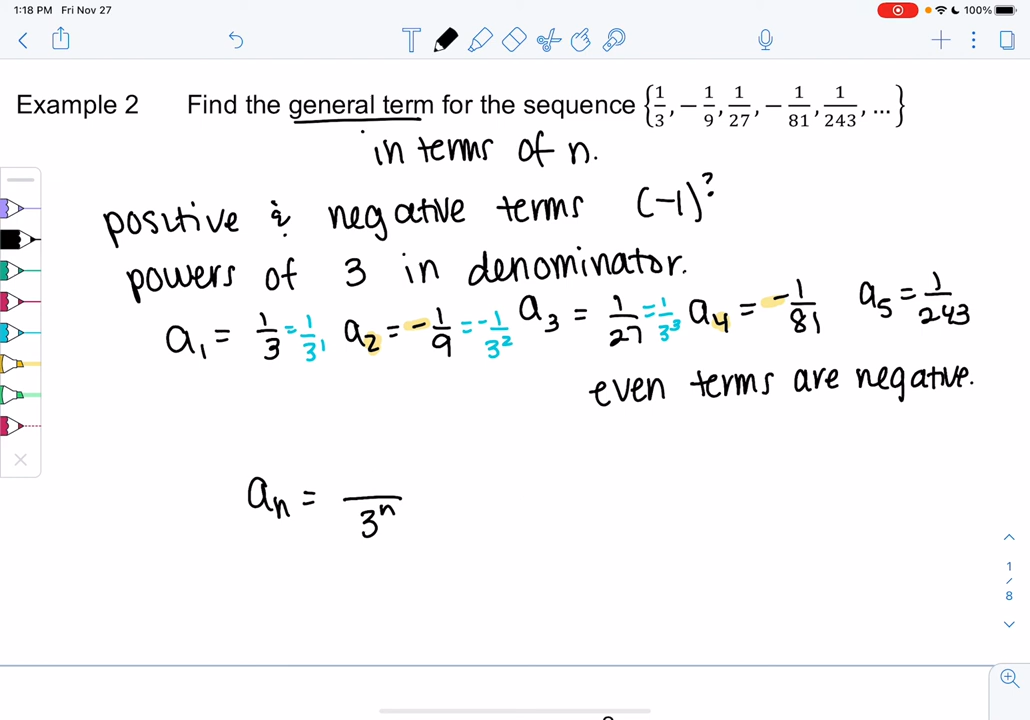 1:18 PM Fri Nov 27 100%
Example 2 Find the general term for the sequence {1/3, −1/9, 1/27, −1/81, 1/243, ...}
in terms of n.
positive & negative terms (-1)^?
powers of 3 in denominator.
a₁ = 1/3 = 1/3¹ a₂ = -1/9 = -1/3² a₃ = 1/27 = 1/3³ a₄ = -1/81 a₅ = 1/243
even terms are negative.
aₙ = /3ⁿ
1
/
8